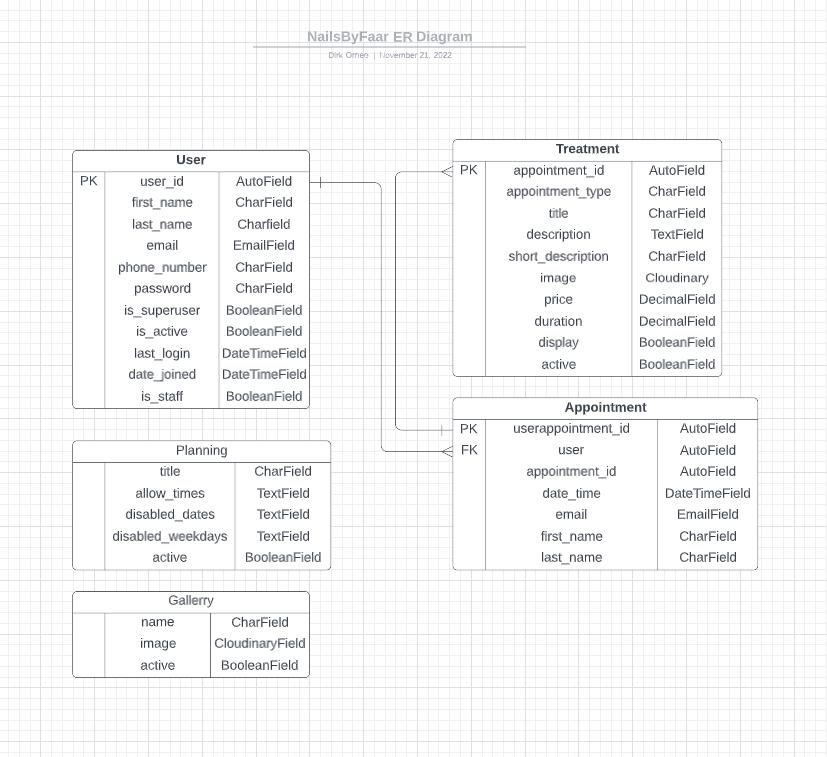 NailsByFaar ER Diagram
Dirk Ornee | November 21, 2022
User
PK user_id AutoField
first_name CharField
last_name Charfield
email EmailField
phone_number CharField
password CharField
is_superuser BooleanField
is_active BooleanField
last_login DateTimeField
date_joined DateTimeField
is_staff BooleanField
Treatment
PK appointment_id AutoField
appointment_type CharField
title CharField
description TextField
short_description CharField
image Cloudinary
price DecimalField
duration DecimalField
display BooleanField
active BooleanField
Appointment
PK userappointment_id AutoField
FK user AutoField
appointment_id AutoField
date_time DateTimeField
email EmailField
first_name CharField
last_name CharField
Planning
title CharField
allow_times TextField
disabled_dates TextField
disabled_weekdays TextField
active BooleanField
Gallerry
name CharField
image CloudinaryField
active BooleanField